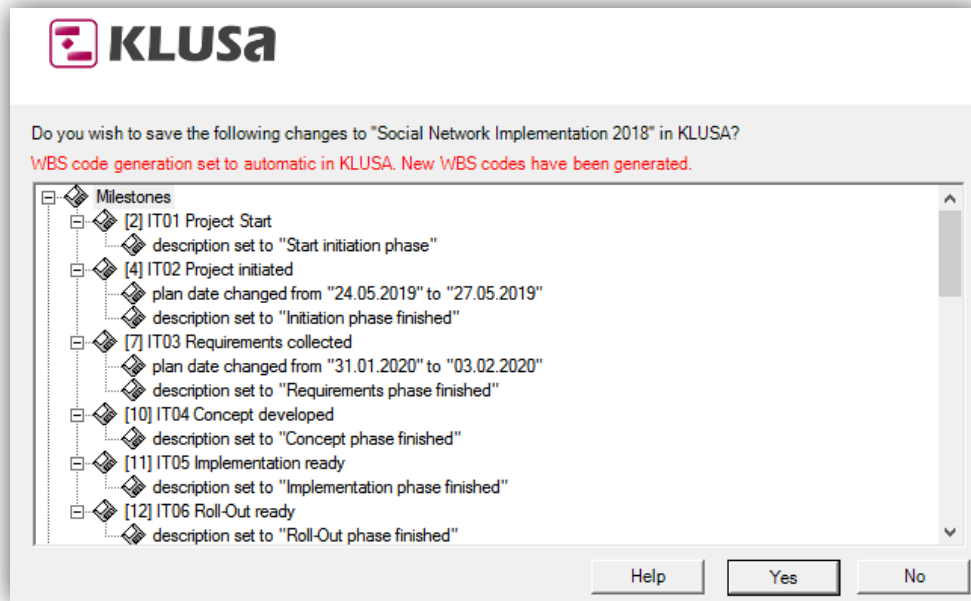 KLUSa
Do you wish to save the following changes to "Social Network Implementation 2018" in KLUSA?
WBS code generation set to automatic in KLUSA. New WBS codes have been generated.
Milestones
[2] IT01 Project Start
description set to "Start initiation phase"
[4] IT02 Project initiated
plan date changed from "24.05.2019" to "27.05.2019"
description set to "Initiation phase finished"
[7] IT03 Requirements collected
plan date changed from "31.01.2020" to "03.02.2020"
description set to "Requirements phase finished"
[10] IT04 Concept developed
description set to "Concept phase finished"
[11] IT05 Implementation ready
description set to "Implementation phase finished"
[12] IT06 Roll-Out ready
description set to "Roll-Out phase finished"
Help Yes No